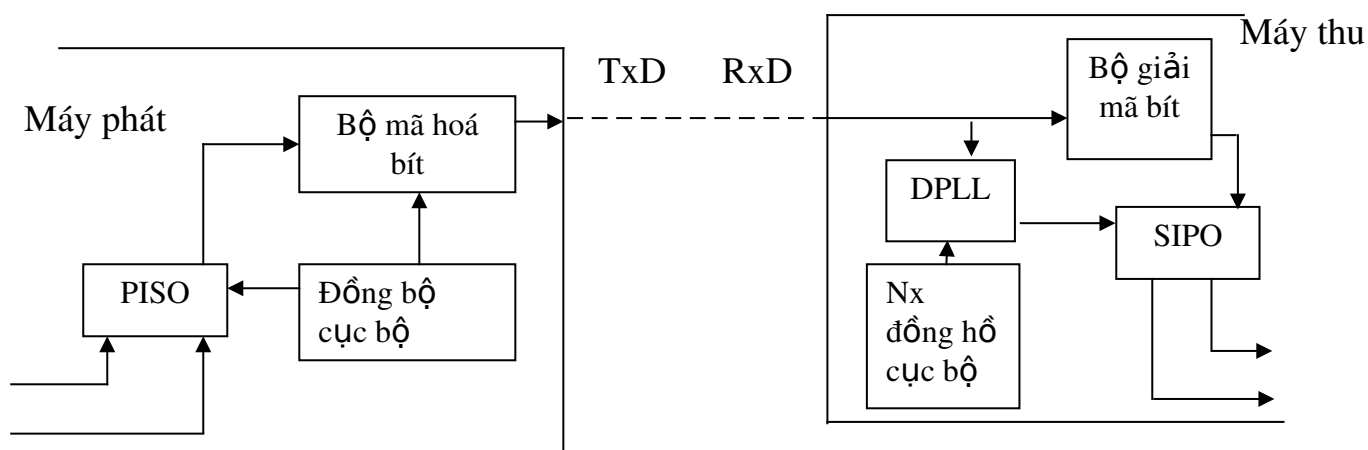 Máy phát
Bộ mã hoá
bít
PISO
Đồng bộ
cục bộ
TxD RxD
Máy thu
Bộ giải
mã bít
DPLL
SIPO
Nx
đồng hồ
cục bộ